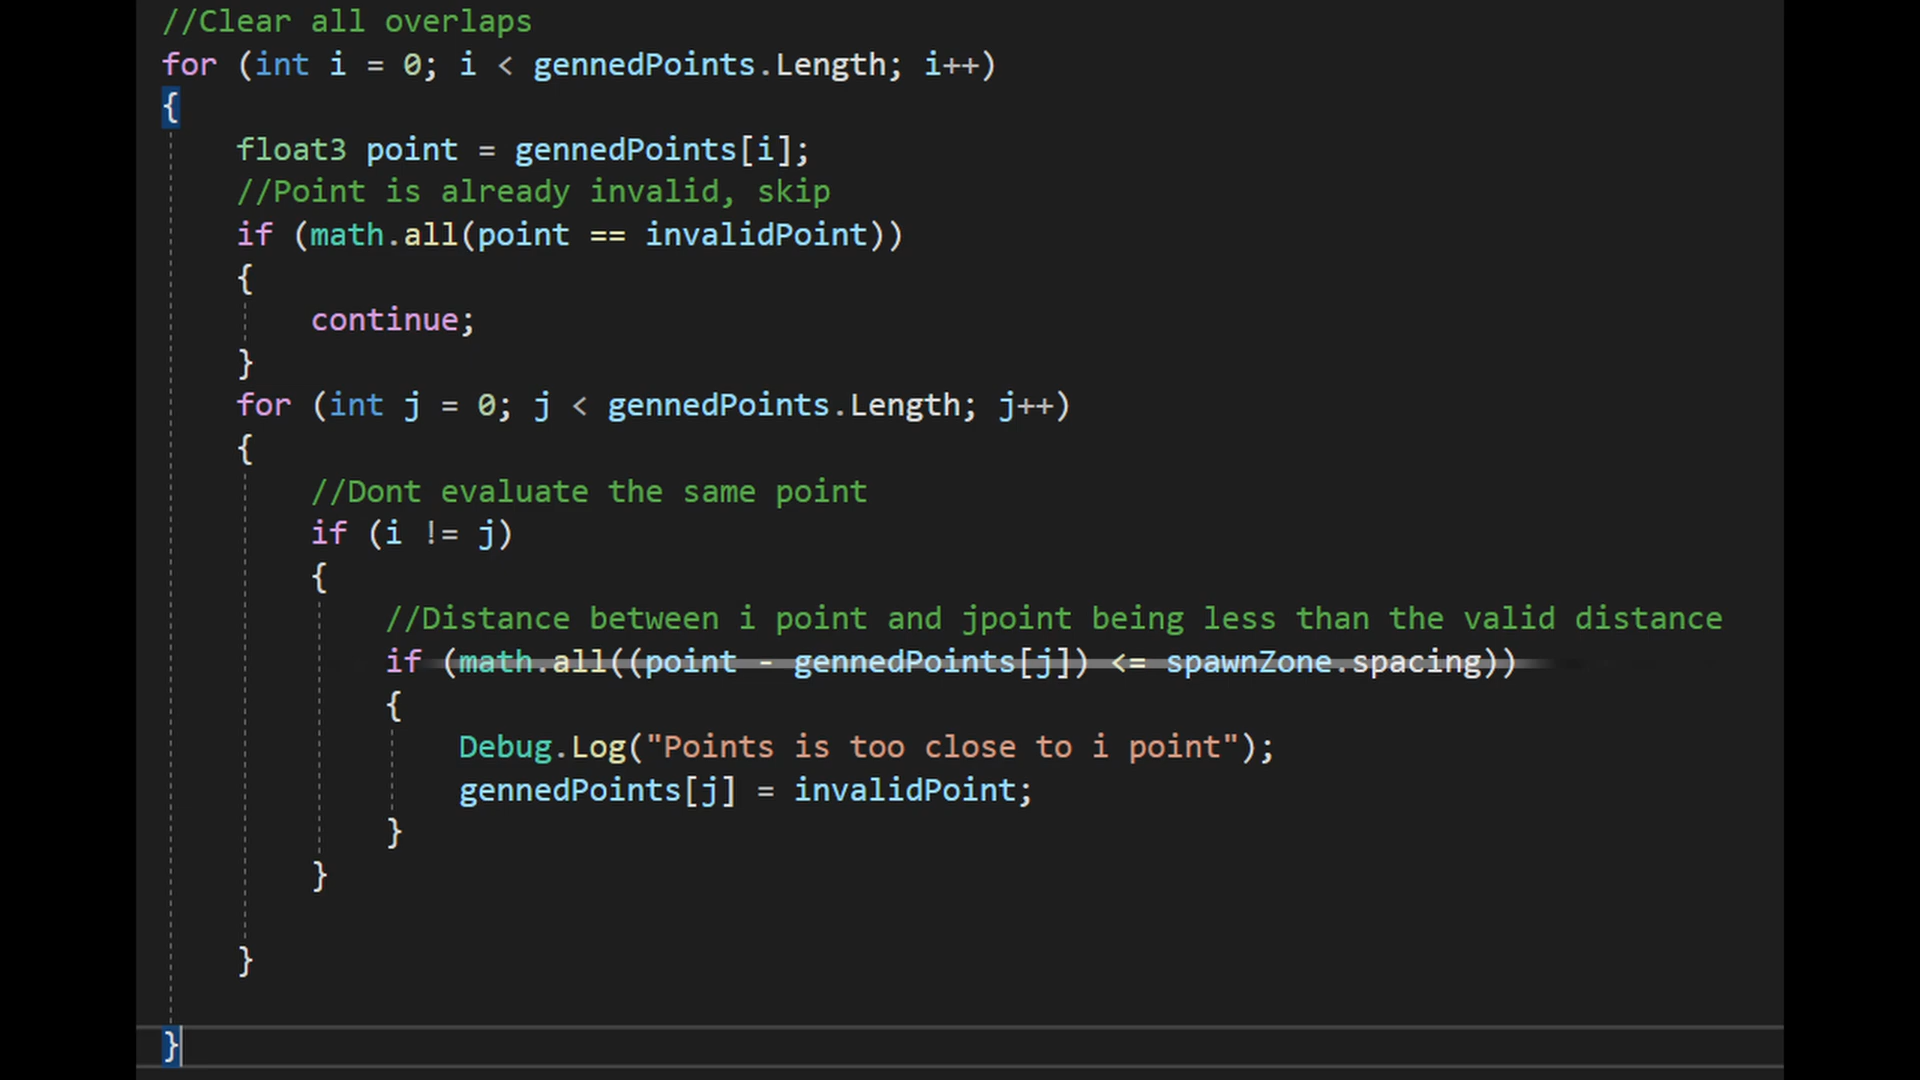 //Clear all overlaps
for (int i = 0; i < gennedPoints.Length; i++)
{
float3 point = gennedPoints[i];
//Point is already invalid, skip
if (math.all(point == invalidPoint))
{
continue;
}
for (int j = 0; j < gennedPoints.Length; j++)
{
//Dont evaluate the same point
if (i != j)
{
//Distance between i point and jpoint being less than the valid distance
if (math.all((point - gennedPoints[j]) <= spawnZone.spacing))
{
Debug.Log("Points is too close to i point");
gennedPoints[j] = invalidPoint;
}
}
}
}